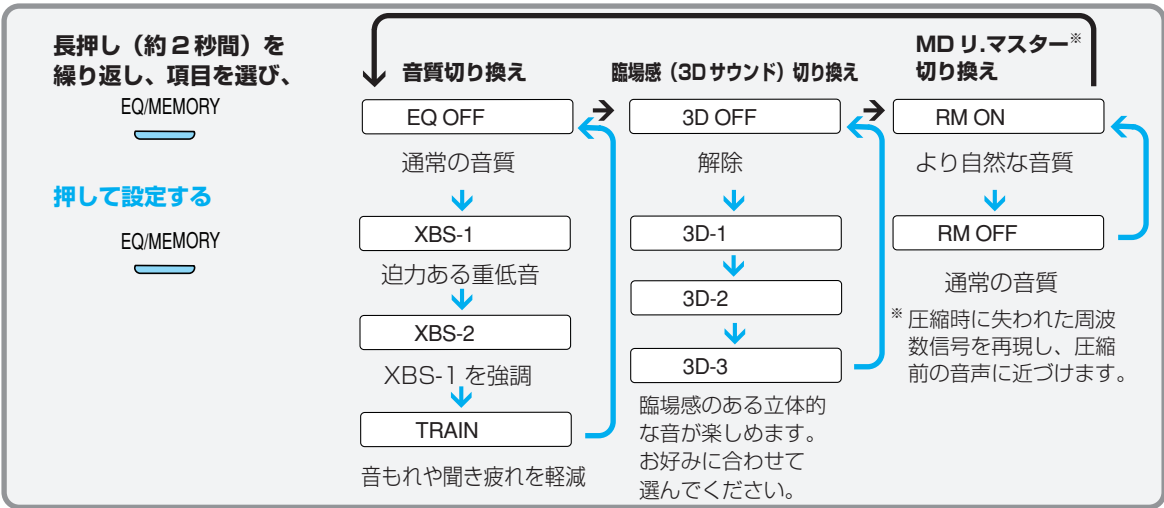 長押し（約2秒間）を
繰り返し、項目を選び、
EQ/MEMORY
押して設定する
EQ/MEMORY
音質切り換え
EQ OFF
通常の音質
XBS-1
迫力ある重低音
XBS-2
XBS-1を強調
TRAIN
音もれや聞き疲れを軽減
臨場感（3Dサウンド）切り換え
3D OFF
解除
3D-1
3D-2
3D-3
臨場感のある立体的
な音が楽しめます。
お好みに合わせて
選んでください。
MDリ.マスター※
切り換え
RM ON
より自然な音質
RM OFF
通常の音質
※圧縮時に失われた周波
数信号を再現し、圧縮
前の音声に近づけます。